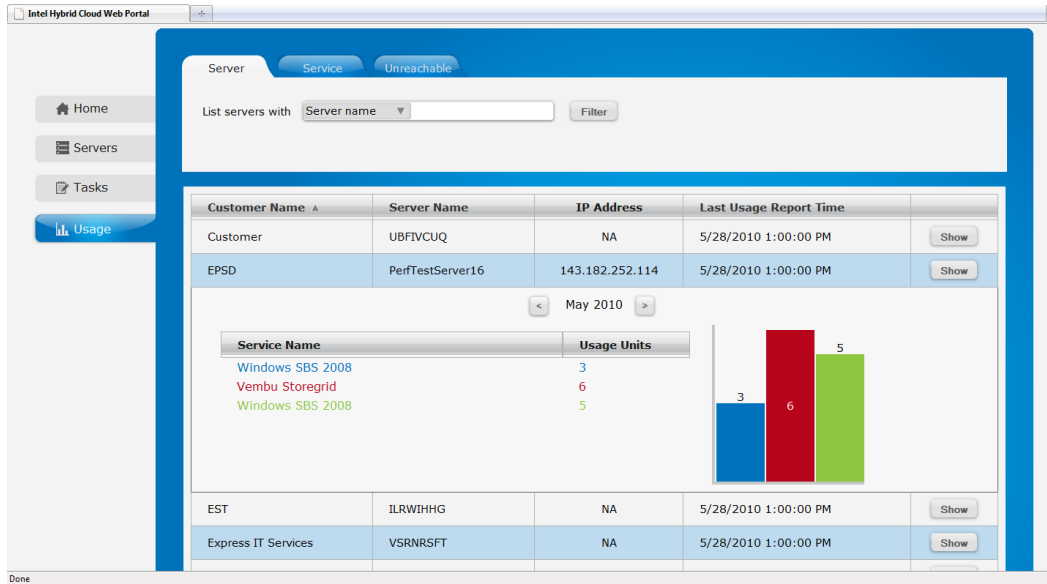 Intel Hybrid Cloud Web Portal
Server Service Unreachable
List servers with Server name Filter
Home
Servers
Tasks
Usage
Customer Name Server Name IP Address Last Usage Report Time
Customer UBFIVCUQ NA 5/28/2010 1:00:00 PM Show
EPSD PerfTestServer16 143.182.252.114 5/28/2010 1:00:00 PM Show
< May 2010 >
Service Name Usage Units
Windows SBS 2008 3
Vembu Storegrid 6
Windows SBS 2008 5
3 6 5
EST ILRWIHHG NA 5/28/2010 1:00:00 PM Show
Express IT Services VSRNRSFT NA 5/28/2010 1:00:00 PM Show
Done